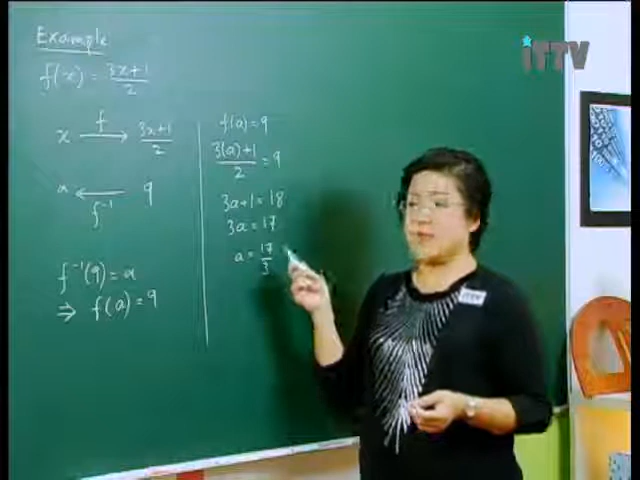 Example
f(x) = 3x+1/2
x —f→ 3x+1/2
a ←f⁻¹— 9
f⁻¹(9) = a
⇒ f(a) = 9
f(a) = 9
3(a)+1/2 = 9
3a+1 = 18
3a = 17
a = 17/3
iTTV
iTTV